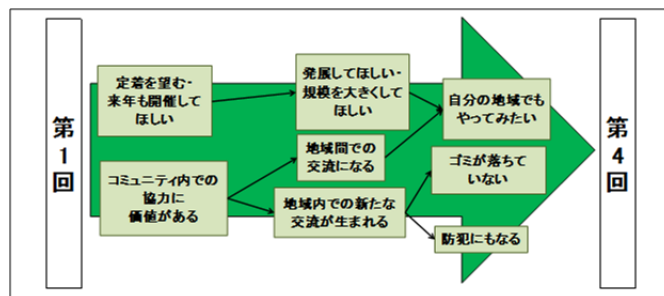 第1回
定着を望む・
来年も開催して
ほしい
コミュニティ内での
協力に
価値がある
発展してほしい・
規模を大きくして
ほしい
地域間での
交流になる
地域内での新たな
交流が生まれる
自分の地域でも
やってみたい
ゴミが落ちて
いない
防犯にもなる
第4回